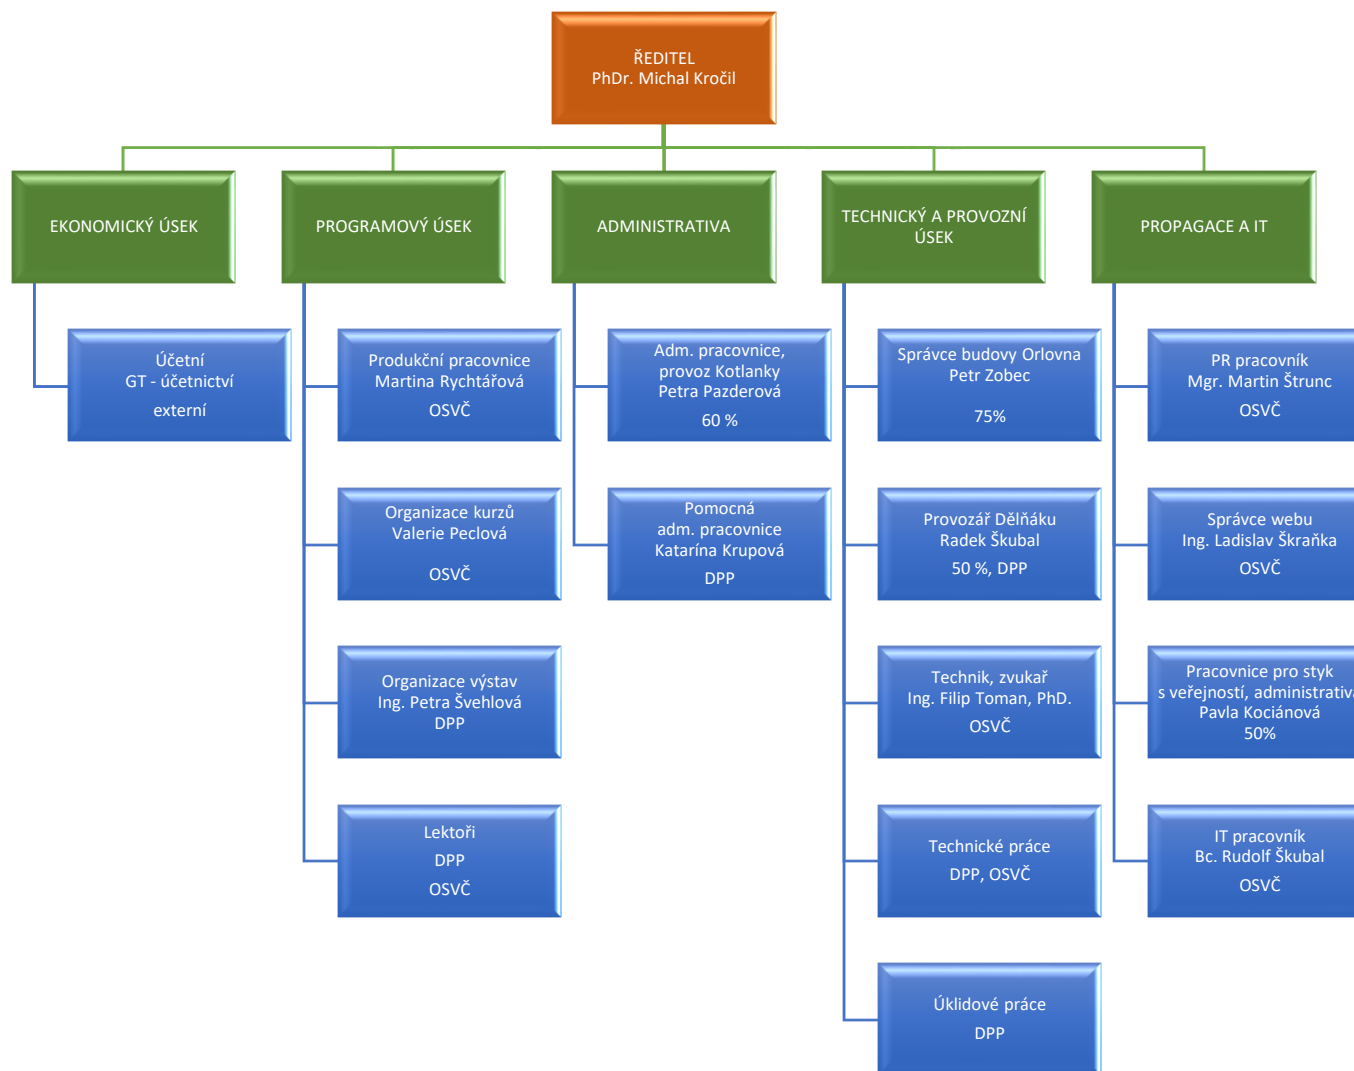 ŘEDITEL
PhDr. Michal Kročil
EKONOMICKÝ ÚSEK
PROGRAMOVÝ ÚSEK
ADMINISTRATIVA
TECHNICKÝ A PROVOZNÍ
ÚSEK
PROPAGACE A IT
Účetní
GT - účetnictví
externí
Produkční pracovnice
Martina Rychtářová
OSVČ
Organizace kurzů
Valerie Peclová
OSVČ
Organizace výstav
Ing. Petra Švehlová
DPP
Lektoři
DPP
OSVČ
Adm. pracovnice,
provoz Kotlanky
Petra Pazderová
60 %
Pomocná
adm. pracovnice
Katarína Krupová
DPP
Správce budovy Orlovna
Petr Zobec
75%
Provozář Dělňáku
Radek Škubal
50 %, DPP
Technik, zvukař
Ing. Filip Toman, PhD.
OSVČ
Technické práce
DPP, OSVČ
Úklidové práce
DPP
PR pracovník
Mgr. Martin Štrunc
OSVČ
Správce webu
Ing. Ladislav Škraňka
OSVČ
Pracovnice pro styk
s veřejností, administrativa
Pavla Kociánová
50%
IT pracovník
Bc. Rudolf Škubal
OSVČ